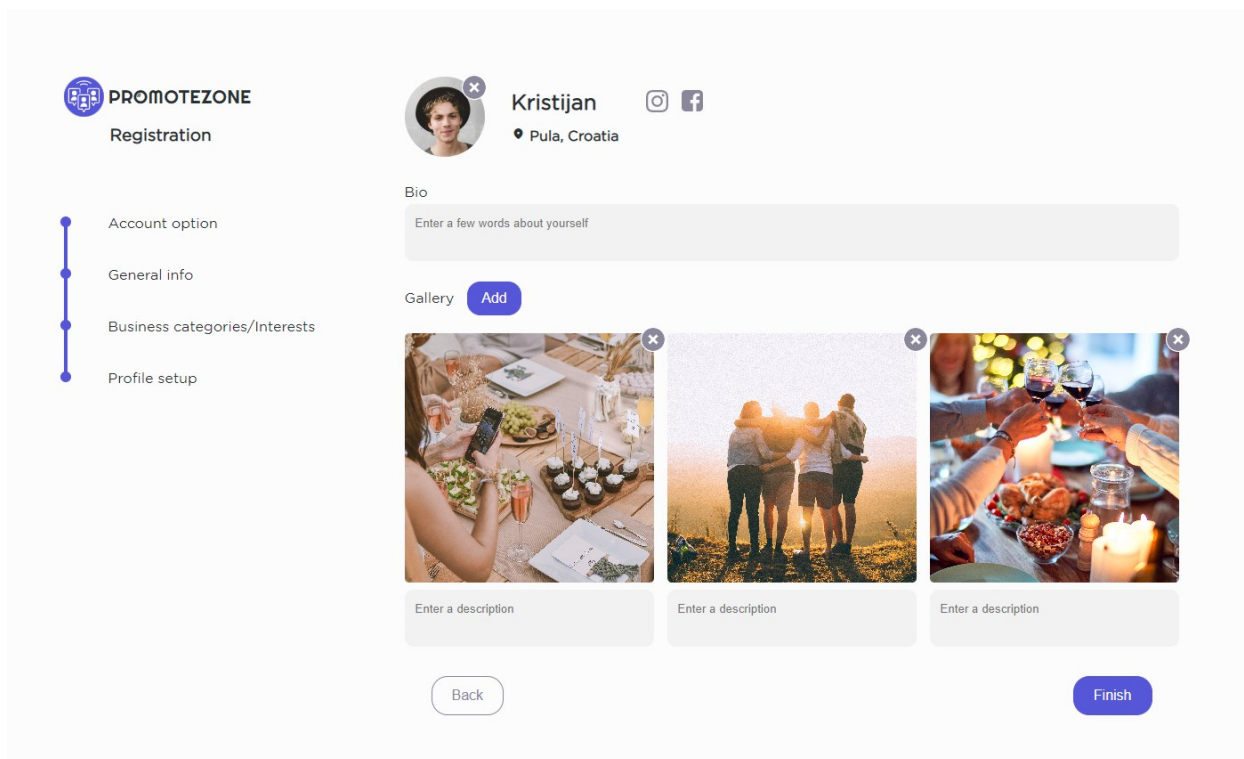 PROMOTEZONE
Registration
Account option
General info
Business categories/Interests
Profile setup
Kristijan
Pula, Croatia
Bio
Enter a few words about yourself
Gallery
Add
Enter a description
Enter a description
Enter a description
Back
Finish